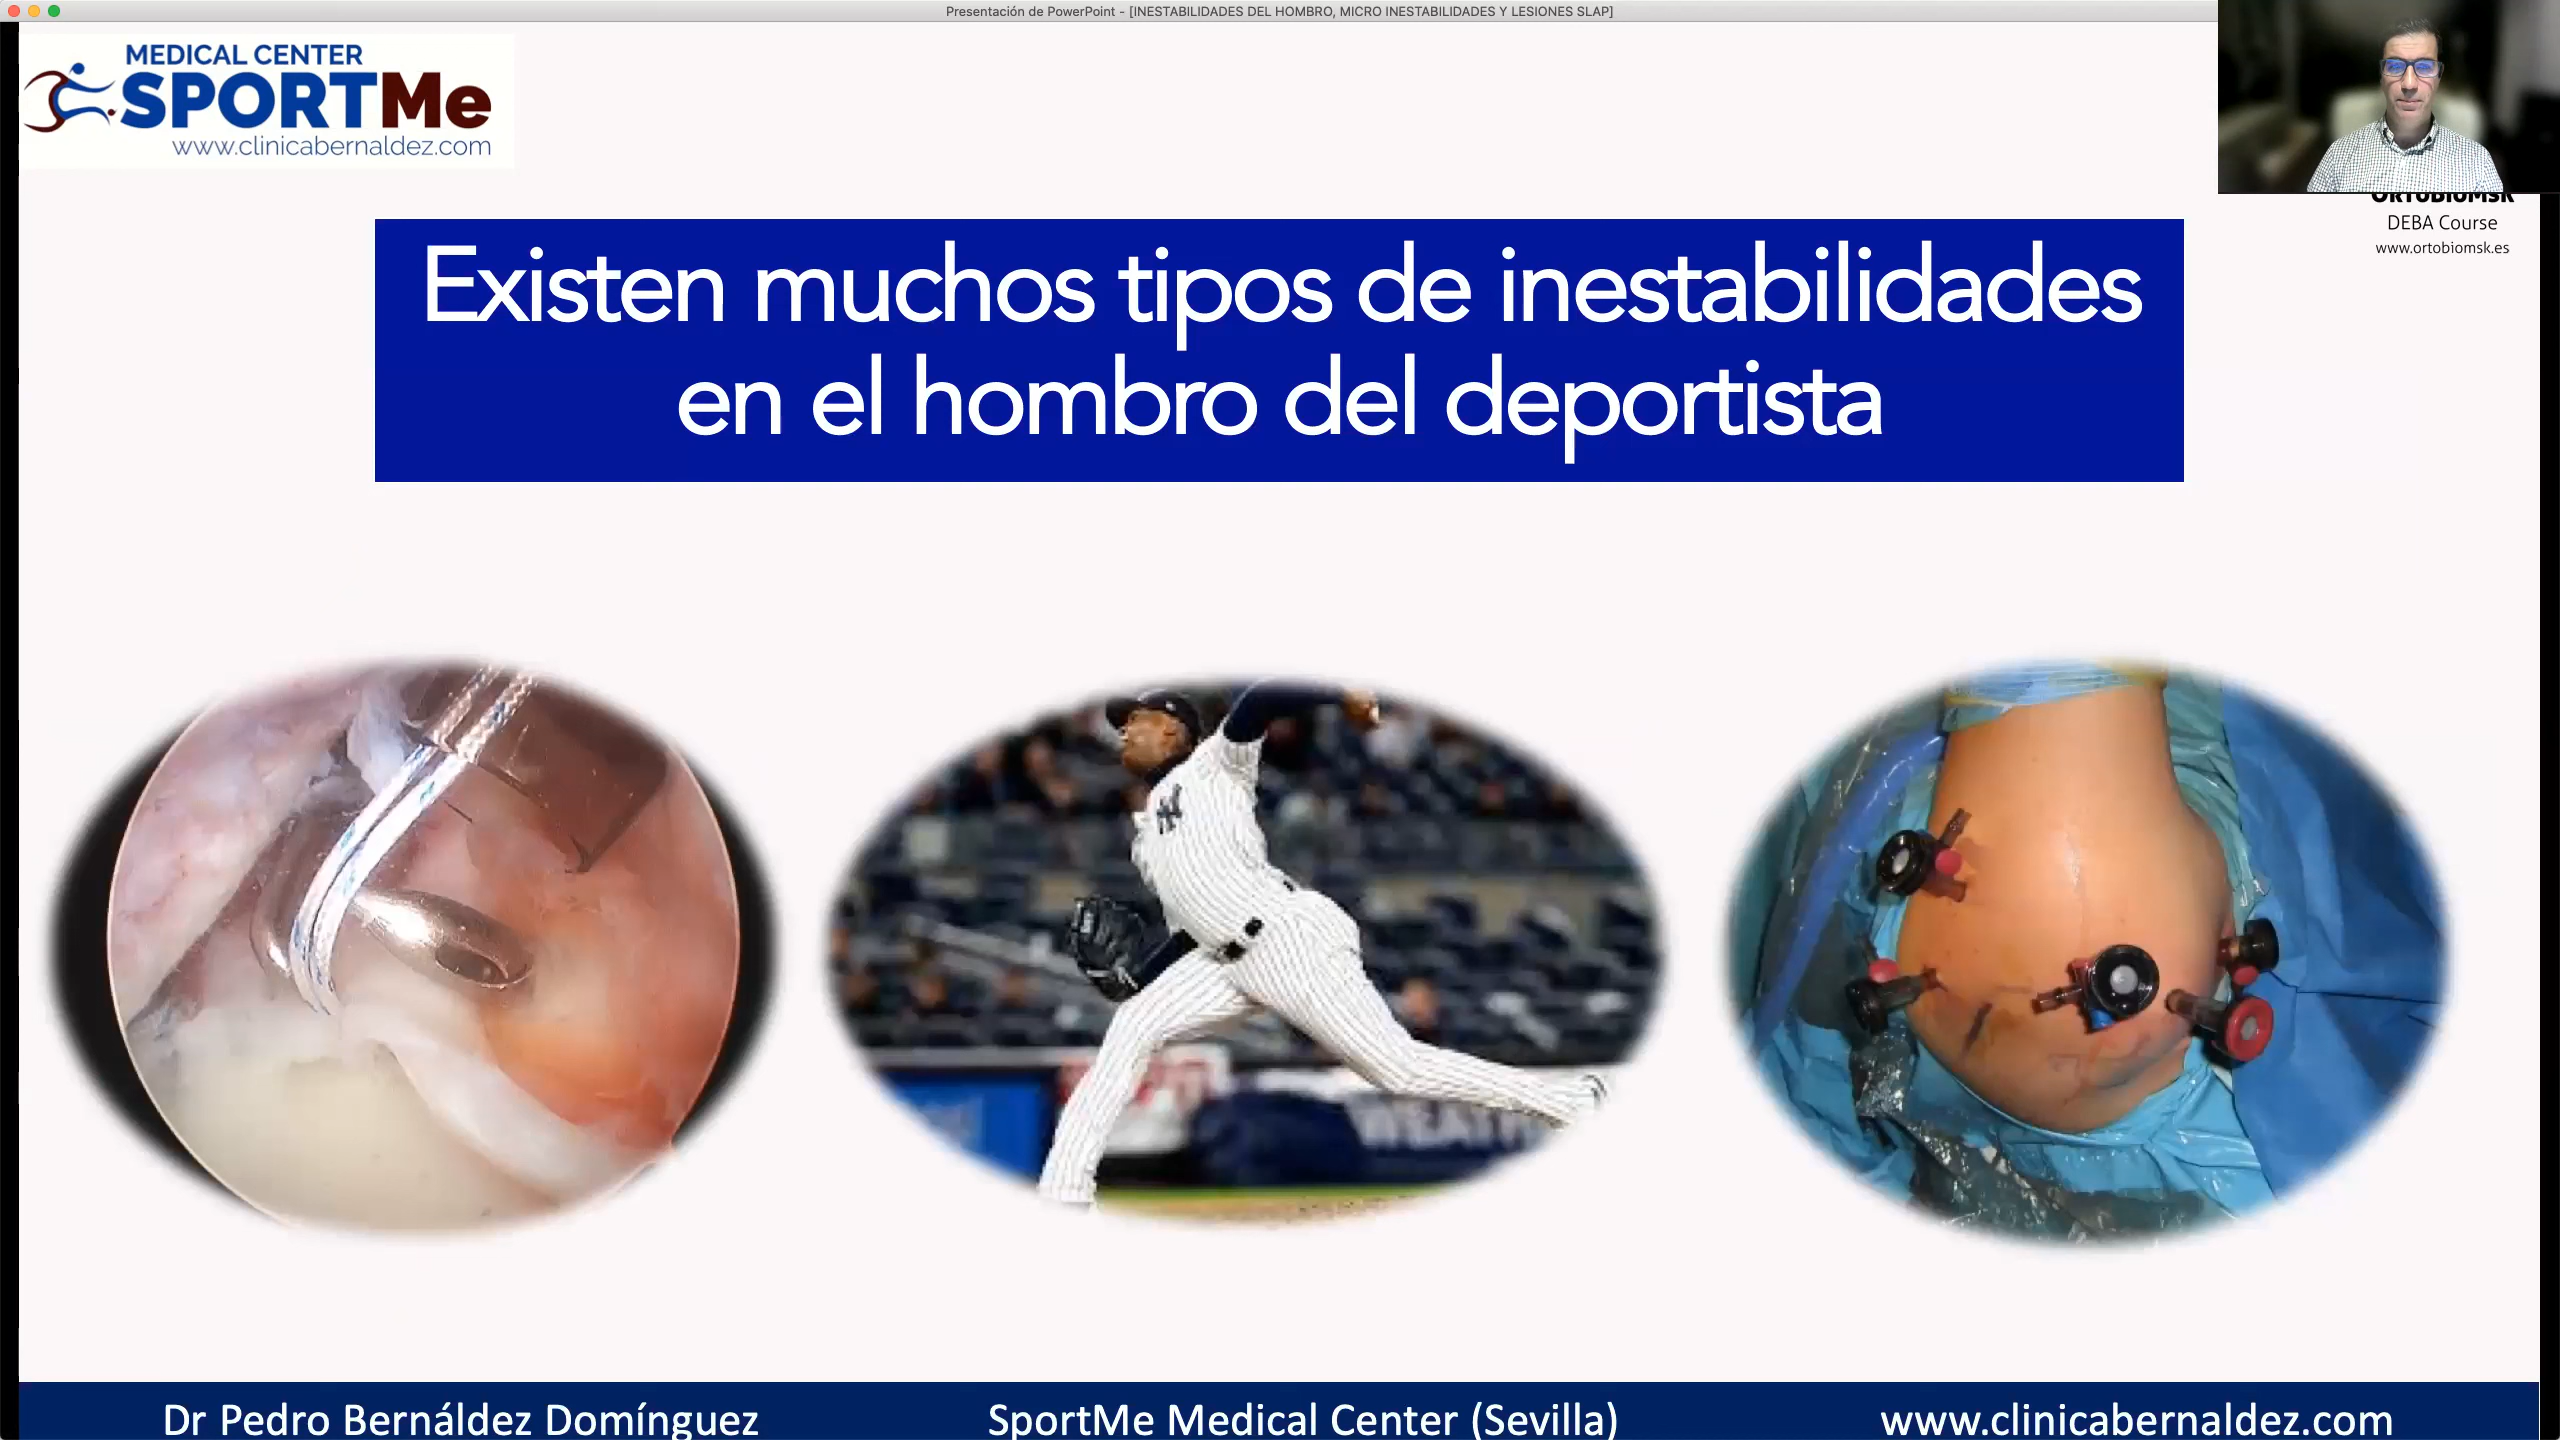 Presentación de PowerPoint - [INESTABILIDADES DEL HOMBRO, MICRO INESTABILIDADES Y LESIONES SLAP]
MEDICAL CENTER
SPORTMe
www.clinicabernaldez.com
ORTOBIOMSK
DEBA Course
www.ortobiomsk.es
Existen muchos tipos de inestabilidades
en el hombro del deportista
NY
Dr Pedro Bernáldez Domínguez
SportMe Medical Center (Sevilla)
www.clinicabernaldez.com